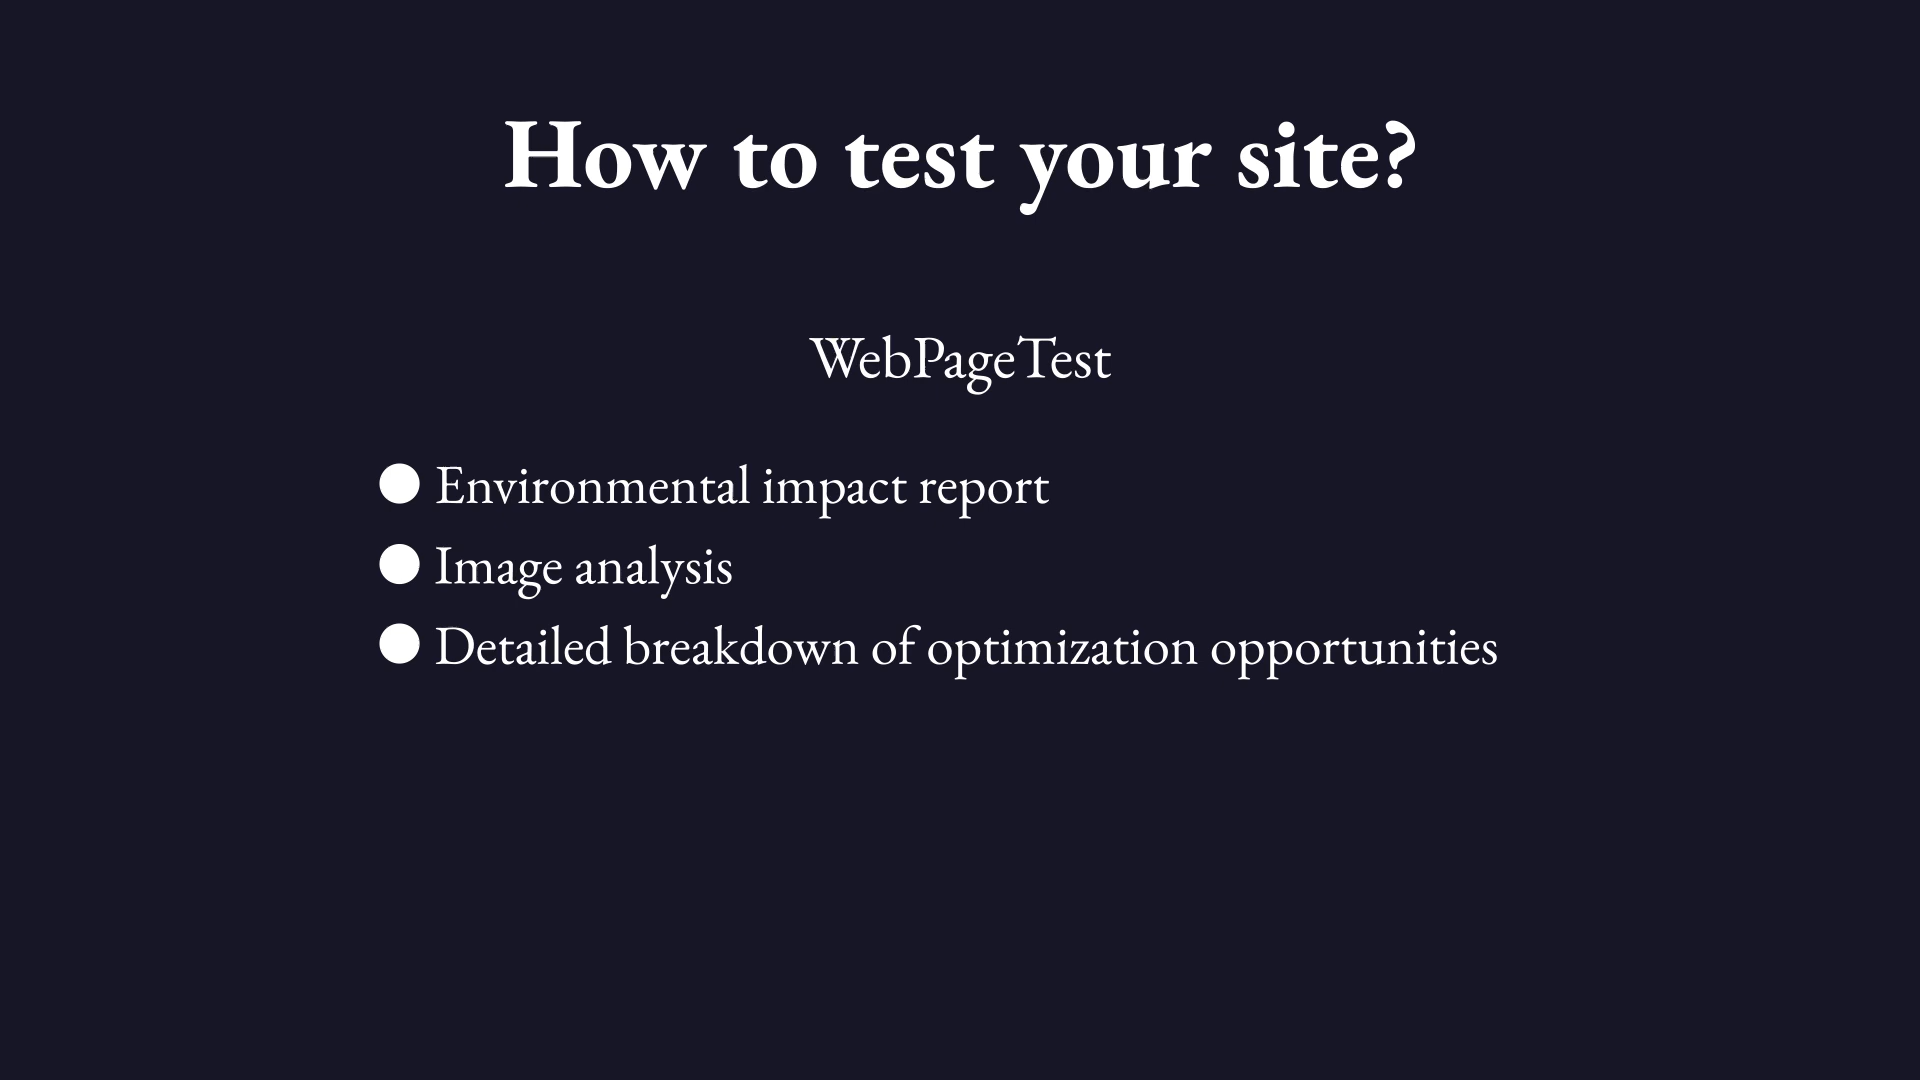 How to test your site?
WebPageTest
● Environmental impact report
● Image analysis
● Detailed breakdown of optimization opportunities